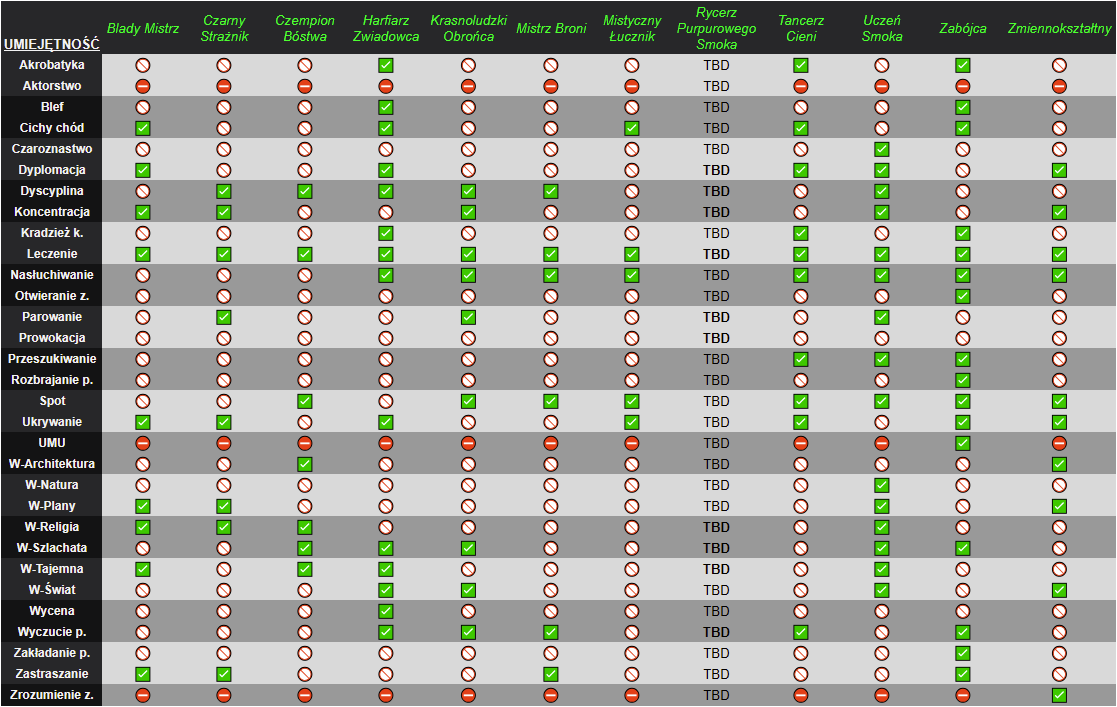 UMIEJĘTNOŚĆ Blady Mistrz Czarny Strażnik Czempion Bóstwa Harfiarz Zwiadowca Krasnoludzki Obrońca Mistrz Broni Mistyczny Łucznik Rycerz Purpurowego Smoka Tancerz Cieni Uczeń Smoka Zabójca Zmiennokształtny
Akrobatyka TBD
Aktorstwo TBD
Blef TBD
Cichy chód TBD
Czaroznastwo TBD
Dyplomacja TBD
Dyscyplina TBD
Koncentracja TBD
Kradzież k. TBD
Leczenie TBD
Nasłuchiwanie TBD
Otwieranie z. TBD
Parowanie TBD
Prowokacja TBD
Przeszukiwanie TBD
Rozbrajanie p. TBD
Spot TBD
Ukrywanie TBD
UMU TBD
W-Architektura TBD
W-Natura TBD
W-Plany TBD
W-Religia TBD
W-Szlachata TBD
W-Tajemna TBD
W-Świat TBD
Wycena TBD
Wyczucie p. TBD
Zakładanie p. TBD
Zastraszanie TBD
Zrozumienie z. TBD